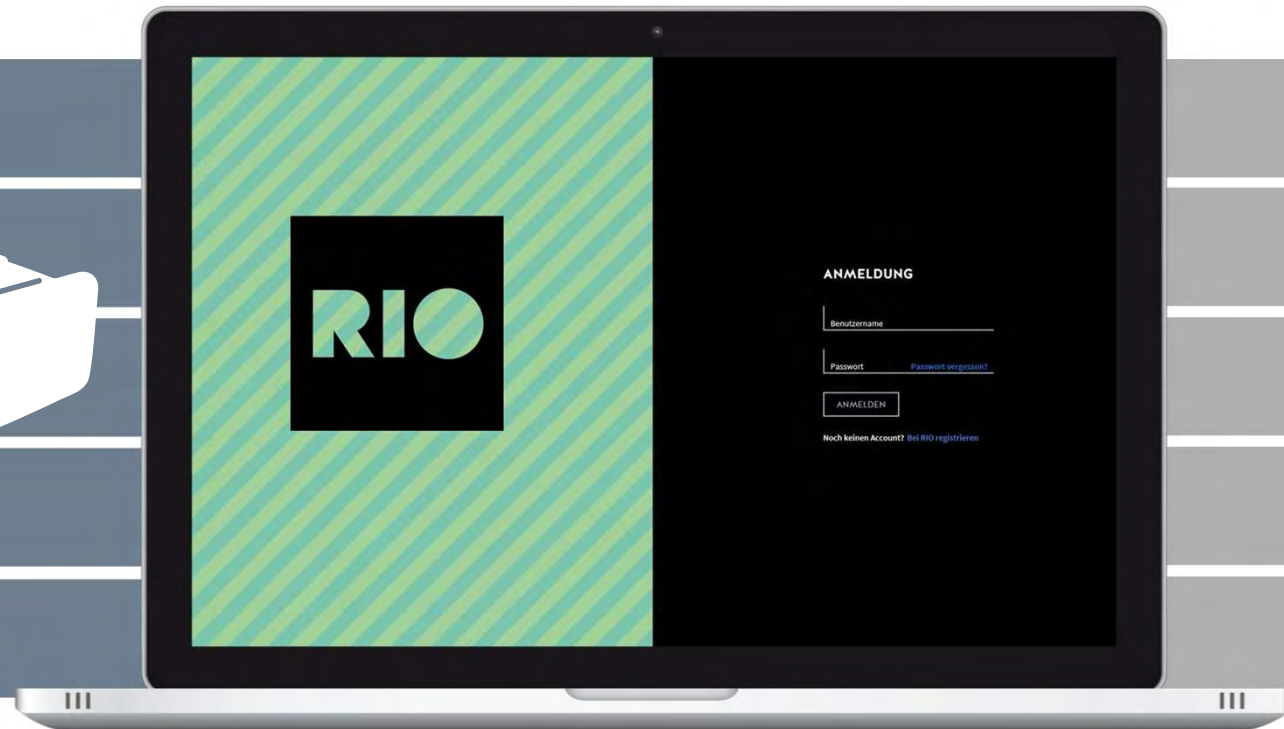 RIO
ANMELDUNG
Benutzername
Passwort Passwort vergessen?
ANMELDEN
Noch keinen Account? Bei RIO registrieren